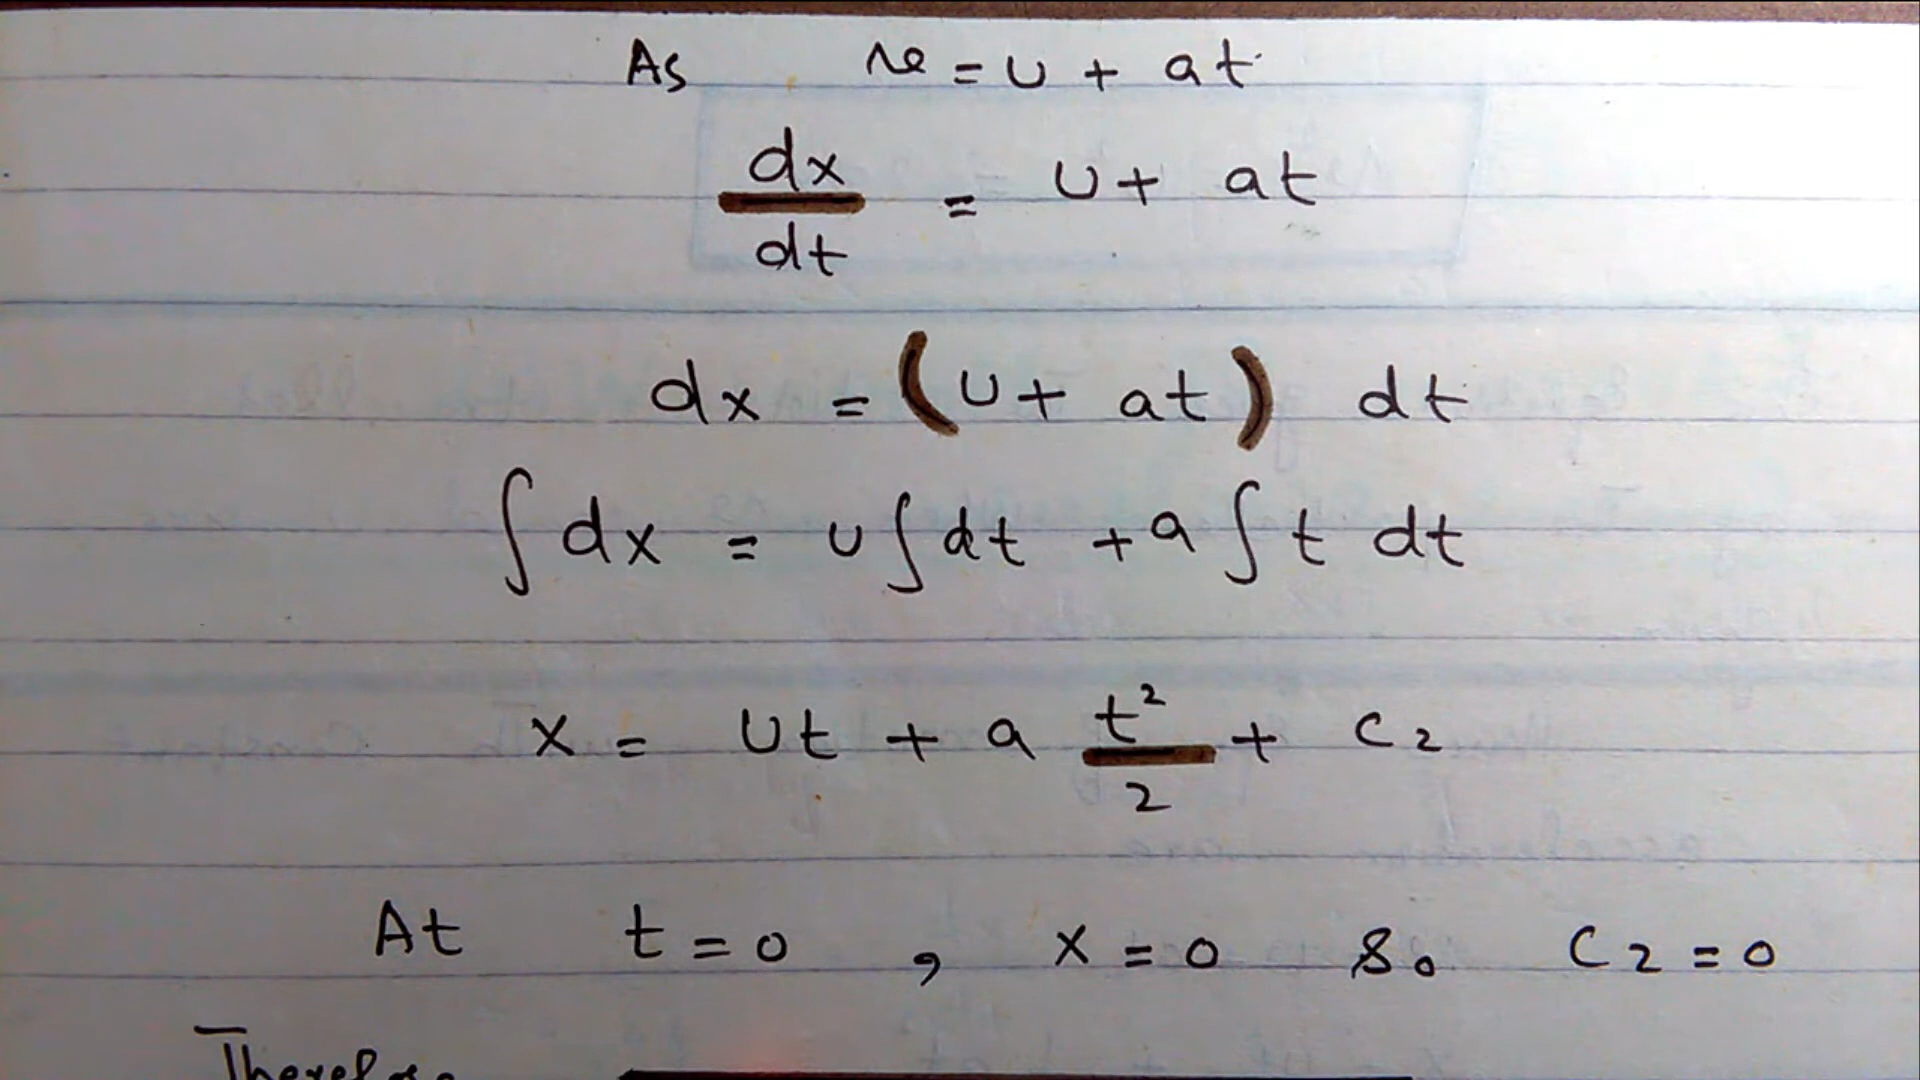 As v = u + at
dx/dt = u + at
dx = (u + at) dt
∫dx = u∫dt + a∫t dt
x = ut + a t²/2 + c₂
At t = 0 , x = 0 So c₂ = 0
Therefore